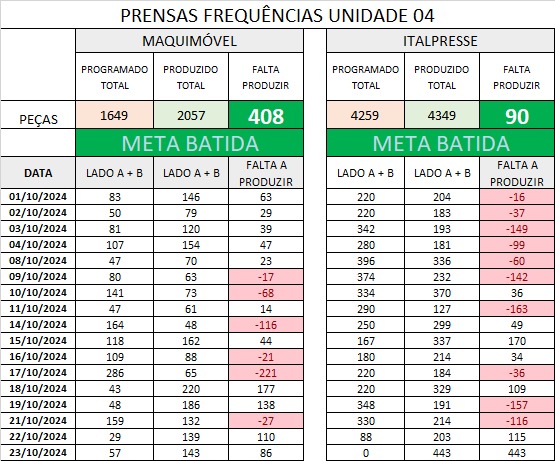 PRENSAS FREQUÊNCIAS UNIDADE 04
MAQUIMÓVEL ITALPRESSE
PROGRAMADO TOTAL PRODUZIDO TOTAL FALTA PRODUZIR PROGRAMADO TOTAL PRODUZIDO TOTAL FALTA PRODUZIR
PEÇAS 1649 2057 408 4259 4349 90
META BATIDA META BATIDA
DATA LADO A + B LADO A + B FALTA A PRODUZIR LADO A + B LADO A + B FALTA A PRODUZIR
01/10/2024 83 146 63 220 204 -16
02/10/2024 50 79 29 220 183 -37
03/10/2024 81 120 39 342 193 -149
04/10/2024 107 154 47 280 181 -99
08/10/2024 47 70 23 396 336 -60
09/10/2024 80 63 -17 374 232 -142
10/10/2024 141 73 -68 334 370 36
11/10/2024 47 61 14 290 127 -163
14/10/2024 164 48 -116 250 299 49
15/10/2024 118 162 44 167 337 170
16/10/2024 109 88 -21 180 214 34
17/10/2024 286 65 -221 220 184 -36
18/10/2024 43 220 177 220 329 109
19/10/2024 48 186 138 348 191 -157
21/10/2024 159 132 -27 330 214 -116
22/10/2024 29 139 110 88 203 115
23/10/2024 57 143 86 0 443 443